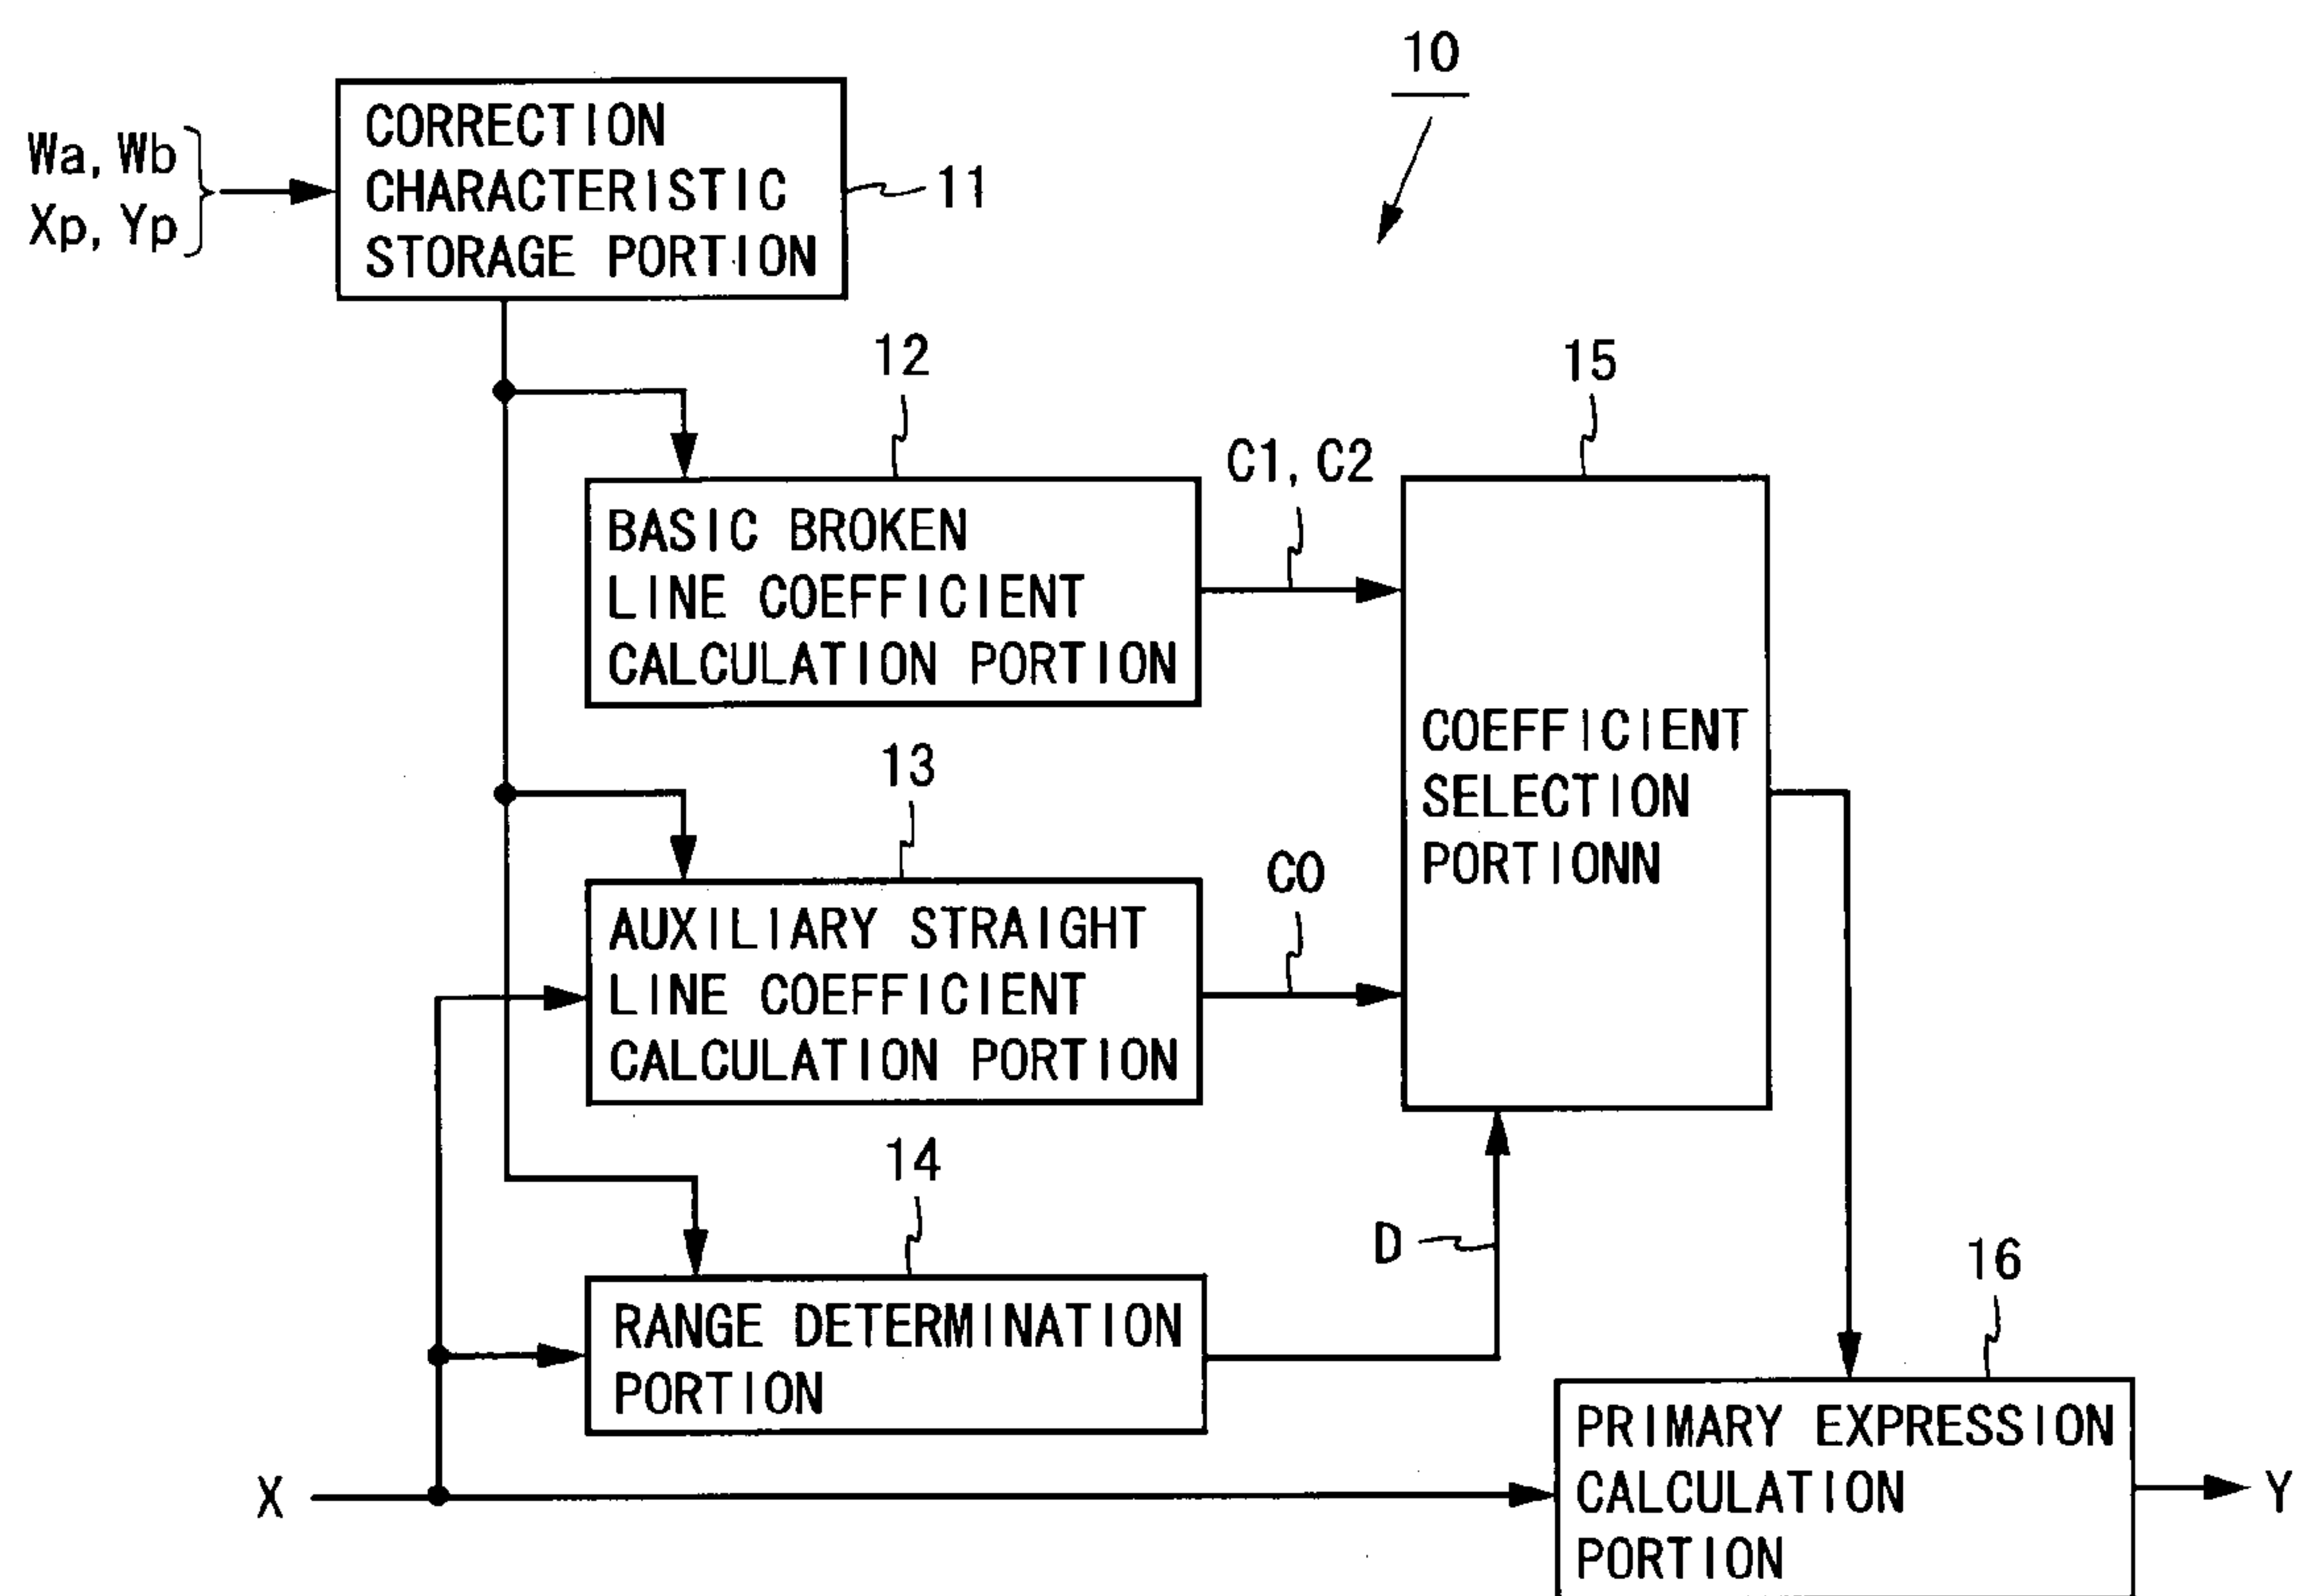 10
CORRECTION
CHARACTERISTIC
STORAGE PORTION
Wa, Wb
Xp, Yp
11
12
15
C1, C2
BASIC BROKEN
LINE COEFFICIENT
CALCULATION PORTION
COEFFICIENT
SELECTION
PORTIONN
13
C0
AUXILIARY STRAIGHT
LINE COEFFICIENT
CALCULATION PORTION
14
D
16
RANGE DETERMINATION
PORTION
PRIMARY EXPRESSION
CALCULATION
PORTION
X
Y